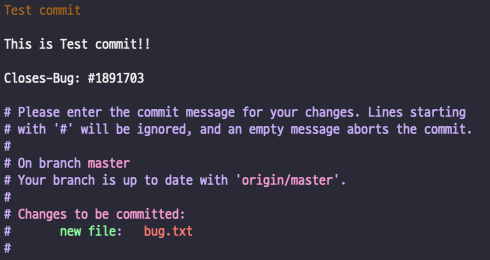 Test commit
This is Test commit!!
Closes-Bug: #1891703
# Please enter the commit message for your changes. Lines starting
# with '#' will be ignored, and an empty message aborts the commit.
#
# On branch master
# Your branch is up to date with 'origin/master'.
#
# Changes to be committed:
#       new file:   bug.txt
#